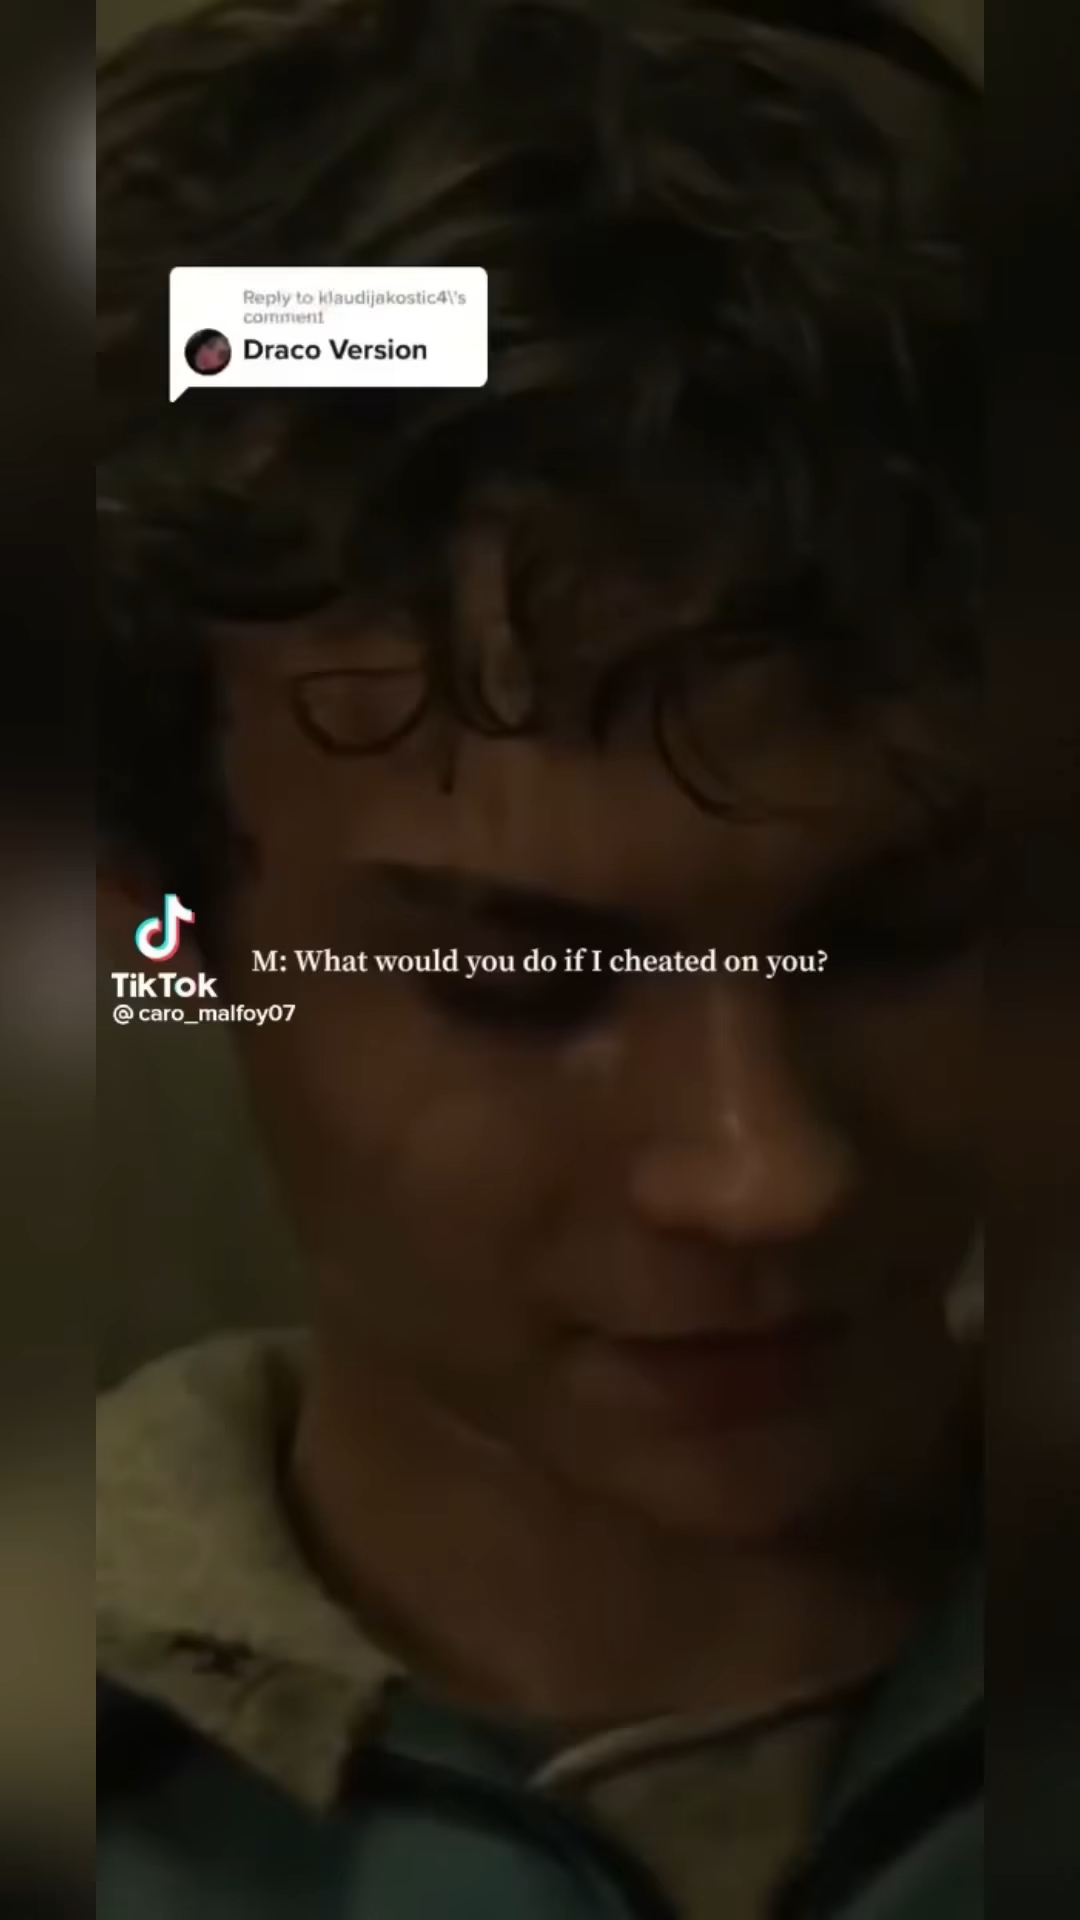 Reply to klaudijakostic4\'s
comment
Draco Version
M: What would you do if I cheated on you?
TikTok
@ caro_malfoy07